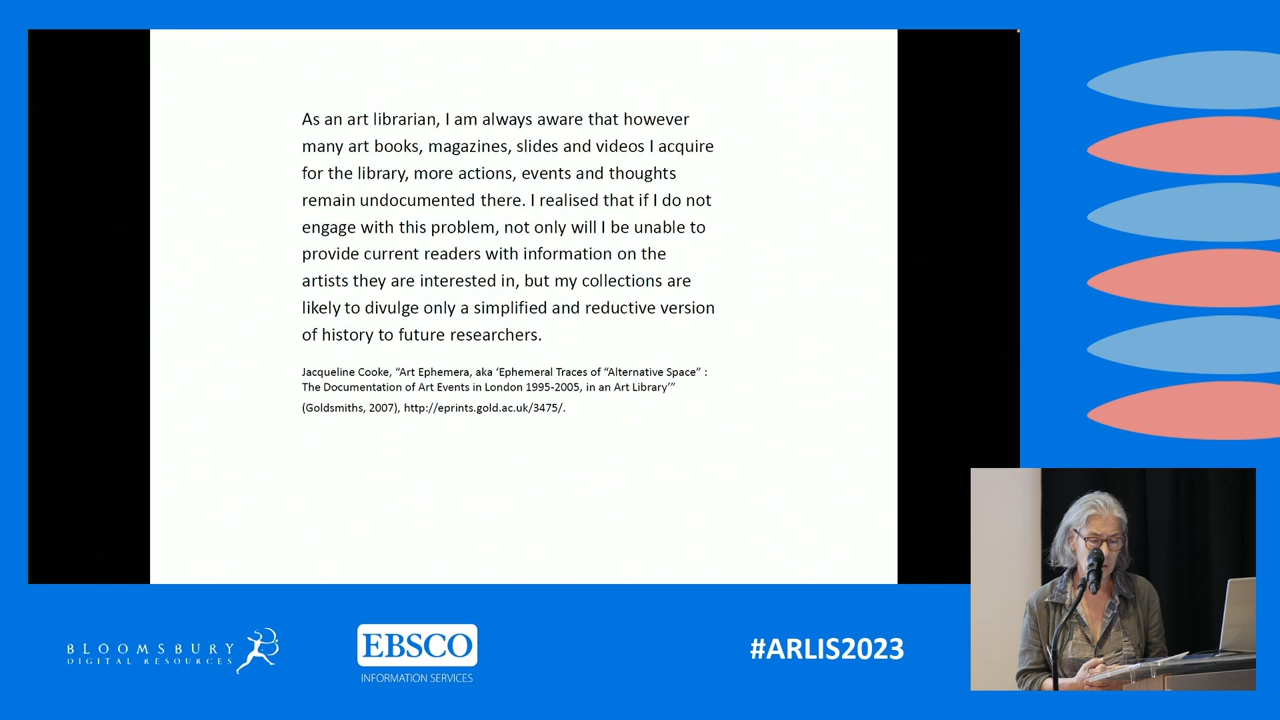 As an art librarian, I am always aware that however
many art books, magazines, slides and videos I acquire
for the library, more actions, events and thoughts
remain undocumented there. I realised that if I do not
engage with this problem, not only will I be unable to
provide current readers with information on the
artists they are interested in, but my collections are
likely to divulge only a simplified and reductive version
of history to future researchers.
Jacqueline Cooke, “Art Ephemera, aka ‘Ephemeral Traces of “Alternative Space” :
The Documentation of Art Events in London 1995-2005, in an Art Library’”
(Goldsmiths, 2007), http://eprints.gold.ac.uk/3475/.
BLOOMSBURY
DIGITAL RESOURCES
EBSCO
INFORMATION SERVICES
#ARLIS2023